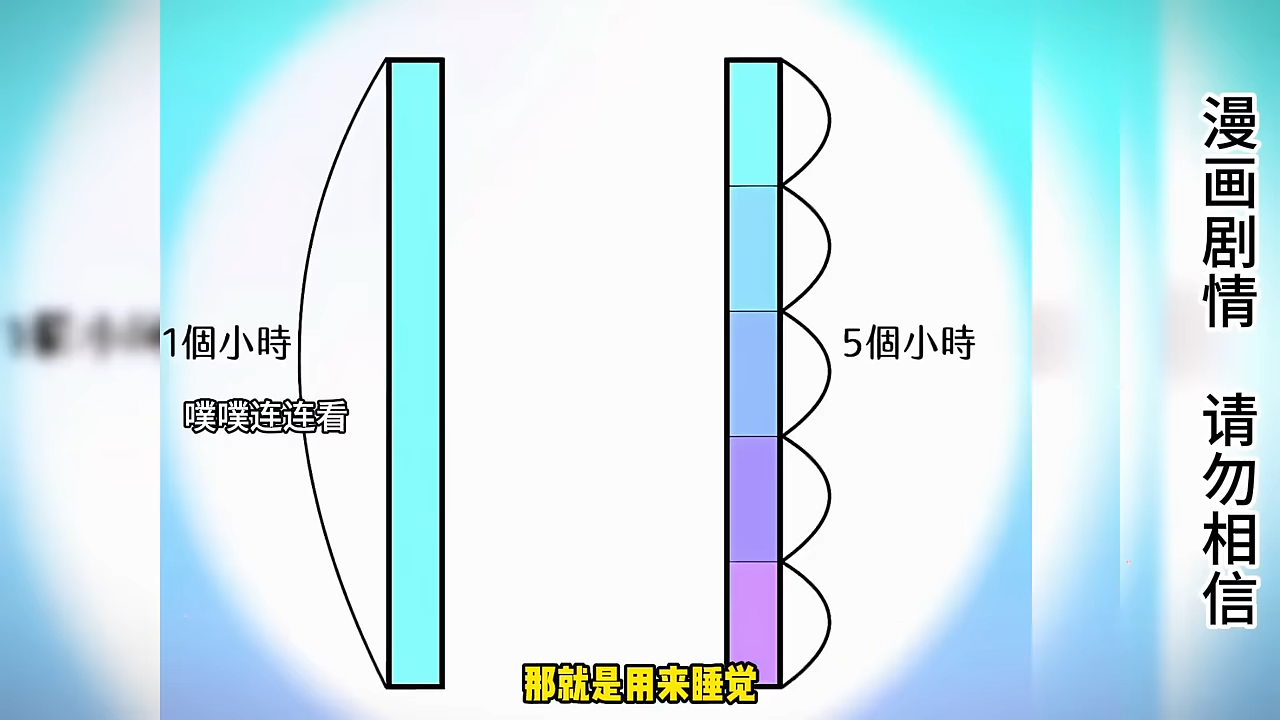 1個小時
5個小時
噗噗连连看
那就是用来睡觉
漫画剧情 请勿相信